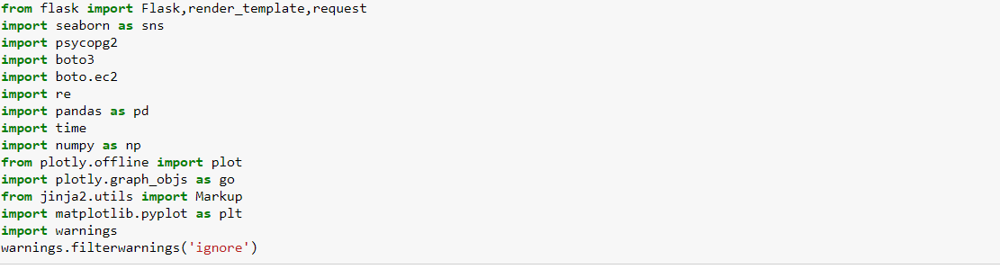 from flask import Flask,render_template,request
import seaborn as sns
import psycopg2
import boto3
import boto.ec2
import re
import pandas as pd
import time
import numpy as np
from plotly.offline import plot
import plotly.graph_objs as go
from jinja2.utils import Markup
import matplotlib.pyplot as plt
import warnings
warnings.filterwarnings('ignore')